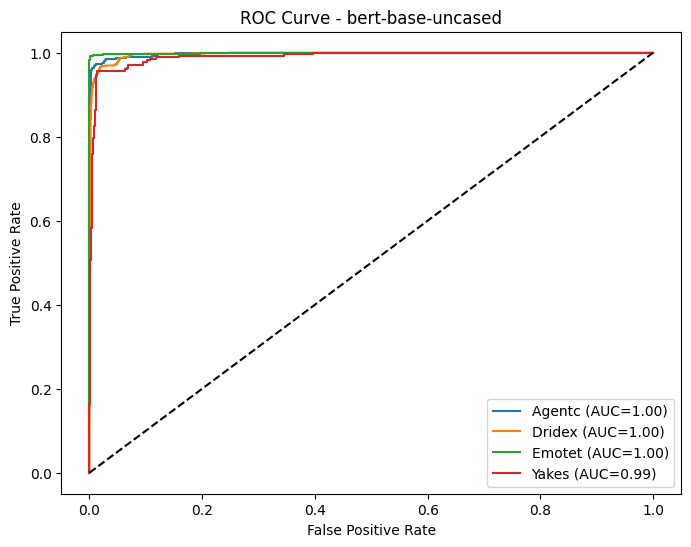 ROC Curve - bert-base-uncased
True Positive Rate
1.0
0.8
0.6
0.4
0.2
0.0
Agentc (AUC=1.00)
Dridex (AUC=1.00)
Emotet (AUC=1.00)
Yakes (AUC=0.99)
0.0 0.2 0.4 0.6 0.8 1.0
False Positive Rate